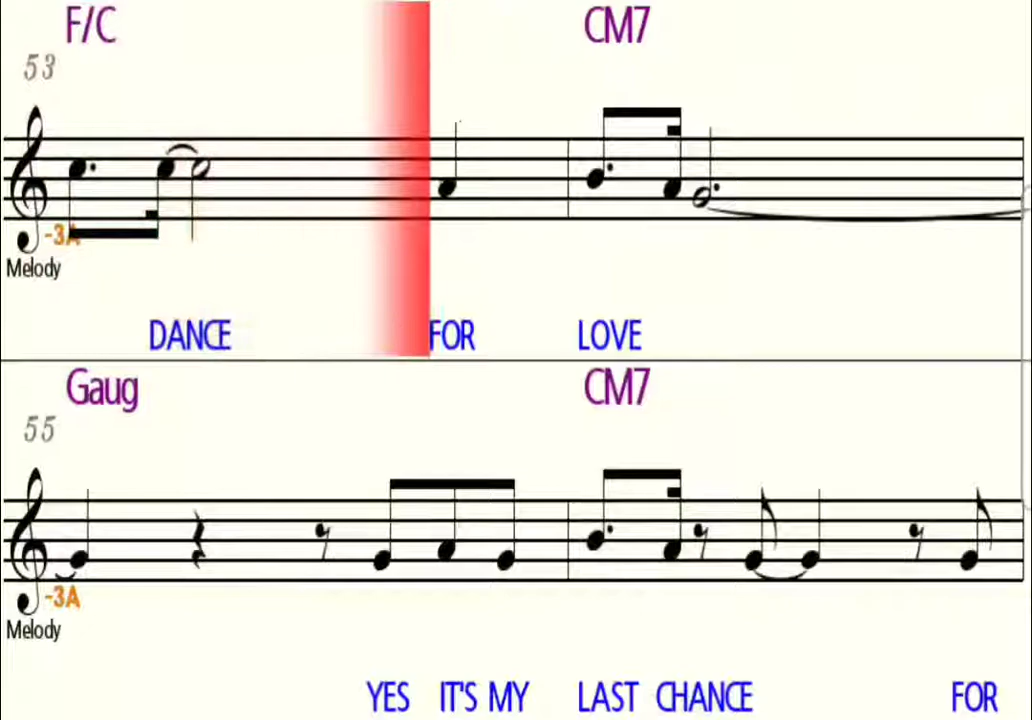 F/C CM7
53
-3A
Melody
DANCE FOR LOVE
Gaug CM7
55
-3A
Melody
YES IT'S MY LAST CHANCE FOR